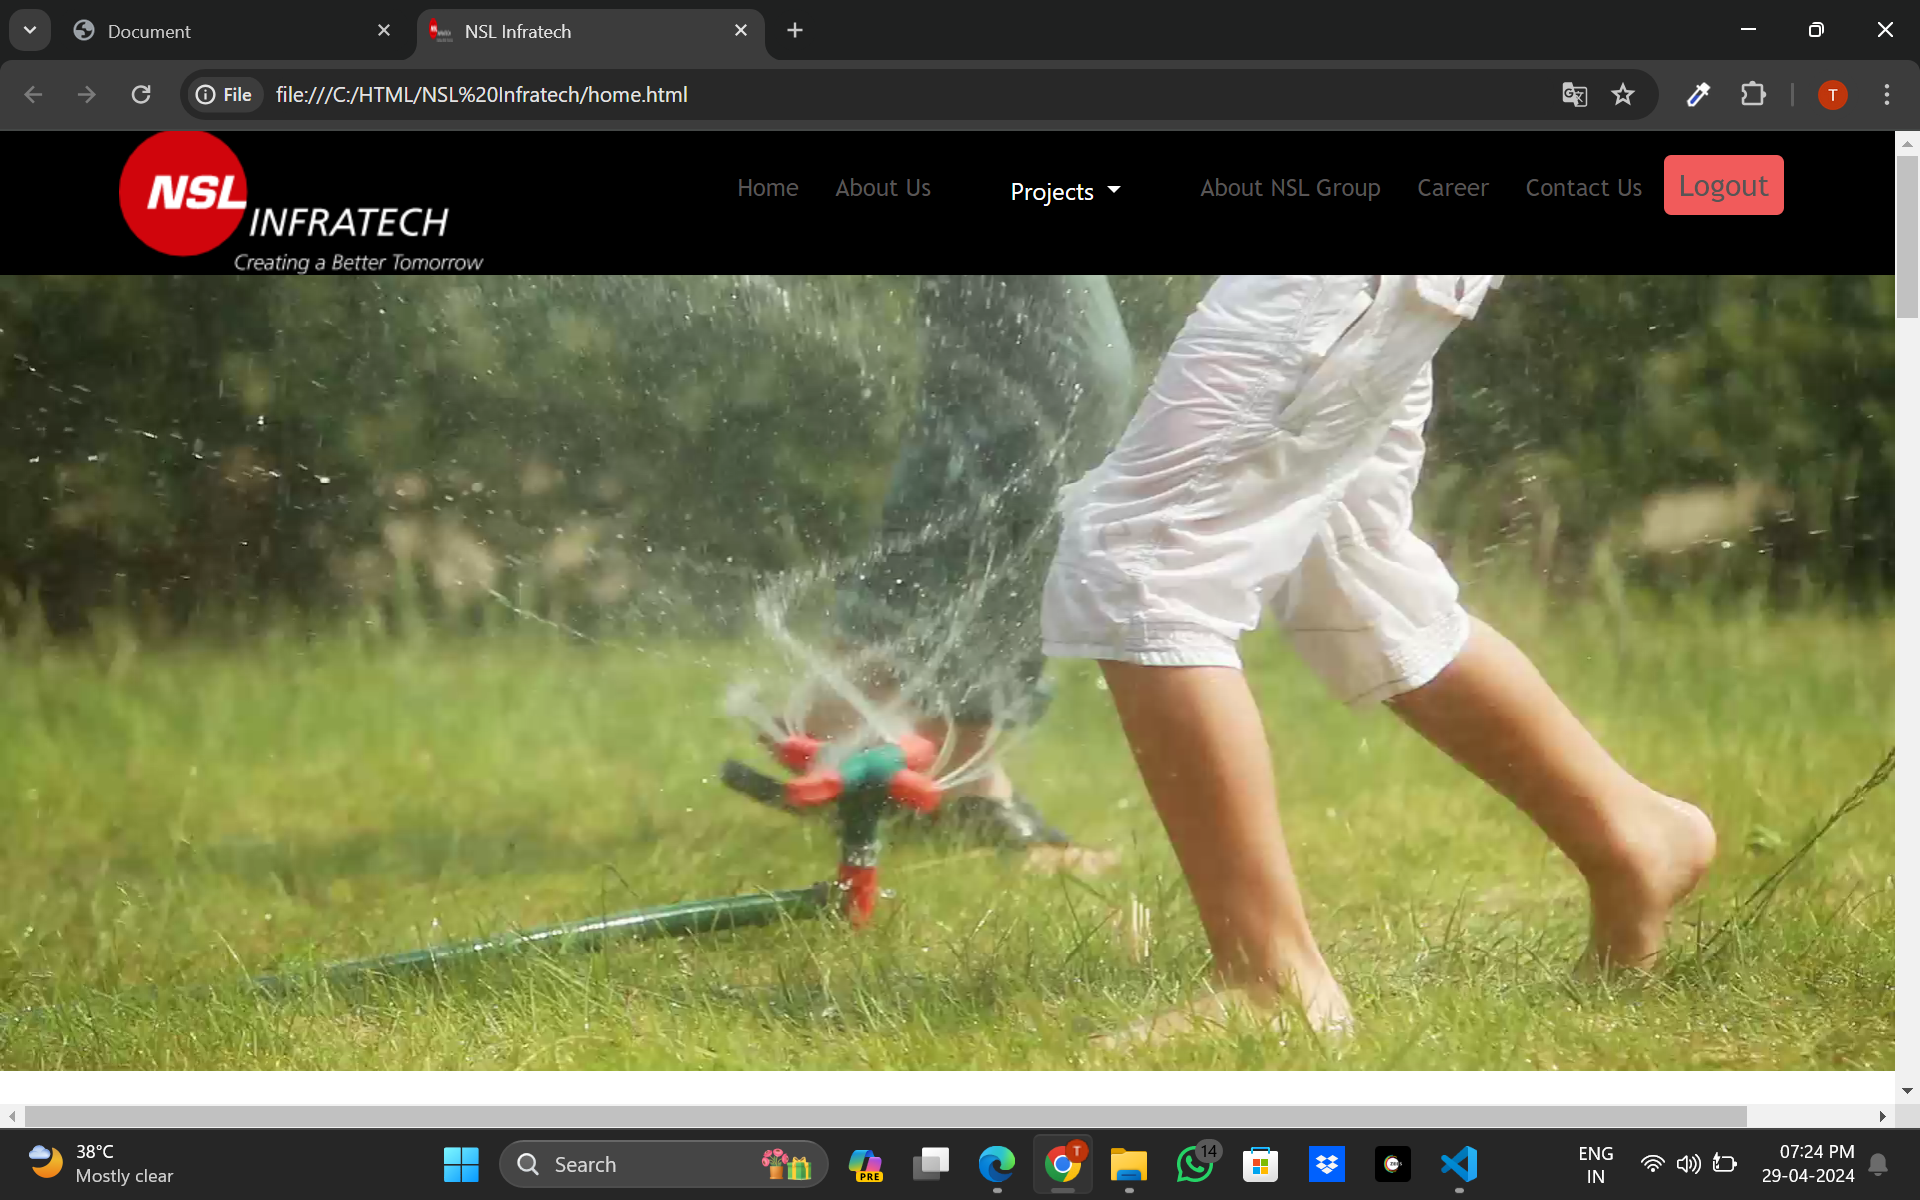 Document
NSL Infratech
File
file:///C:/HTML/NSL%20Infratech/home.html
T
NSL
INFRATECH
Creating a Better Tomorrow
Home
About Us
Projects
About NSL Group
Career
Contact Us
Logout
38°C
Mostly clear
Search
PRE
T
14
ENG
IN
07:24 PM
29-04-2024